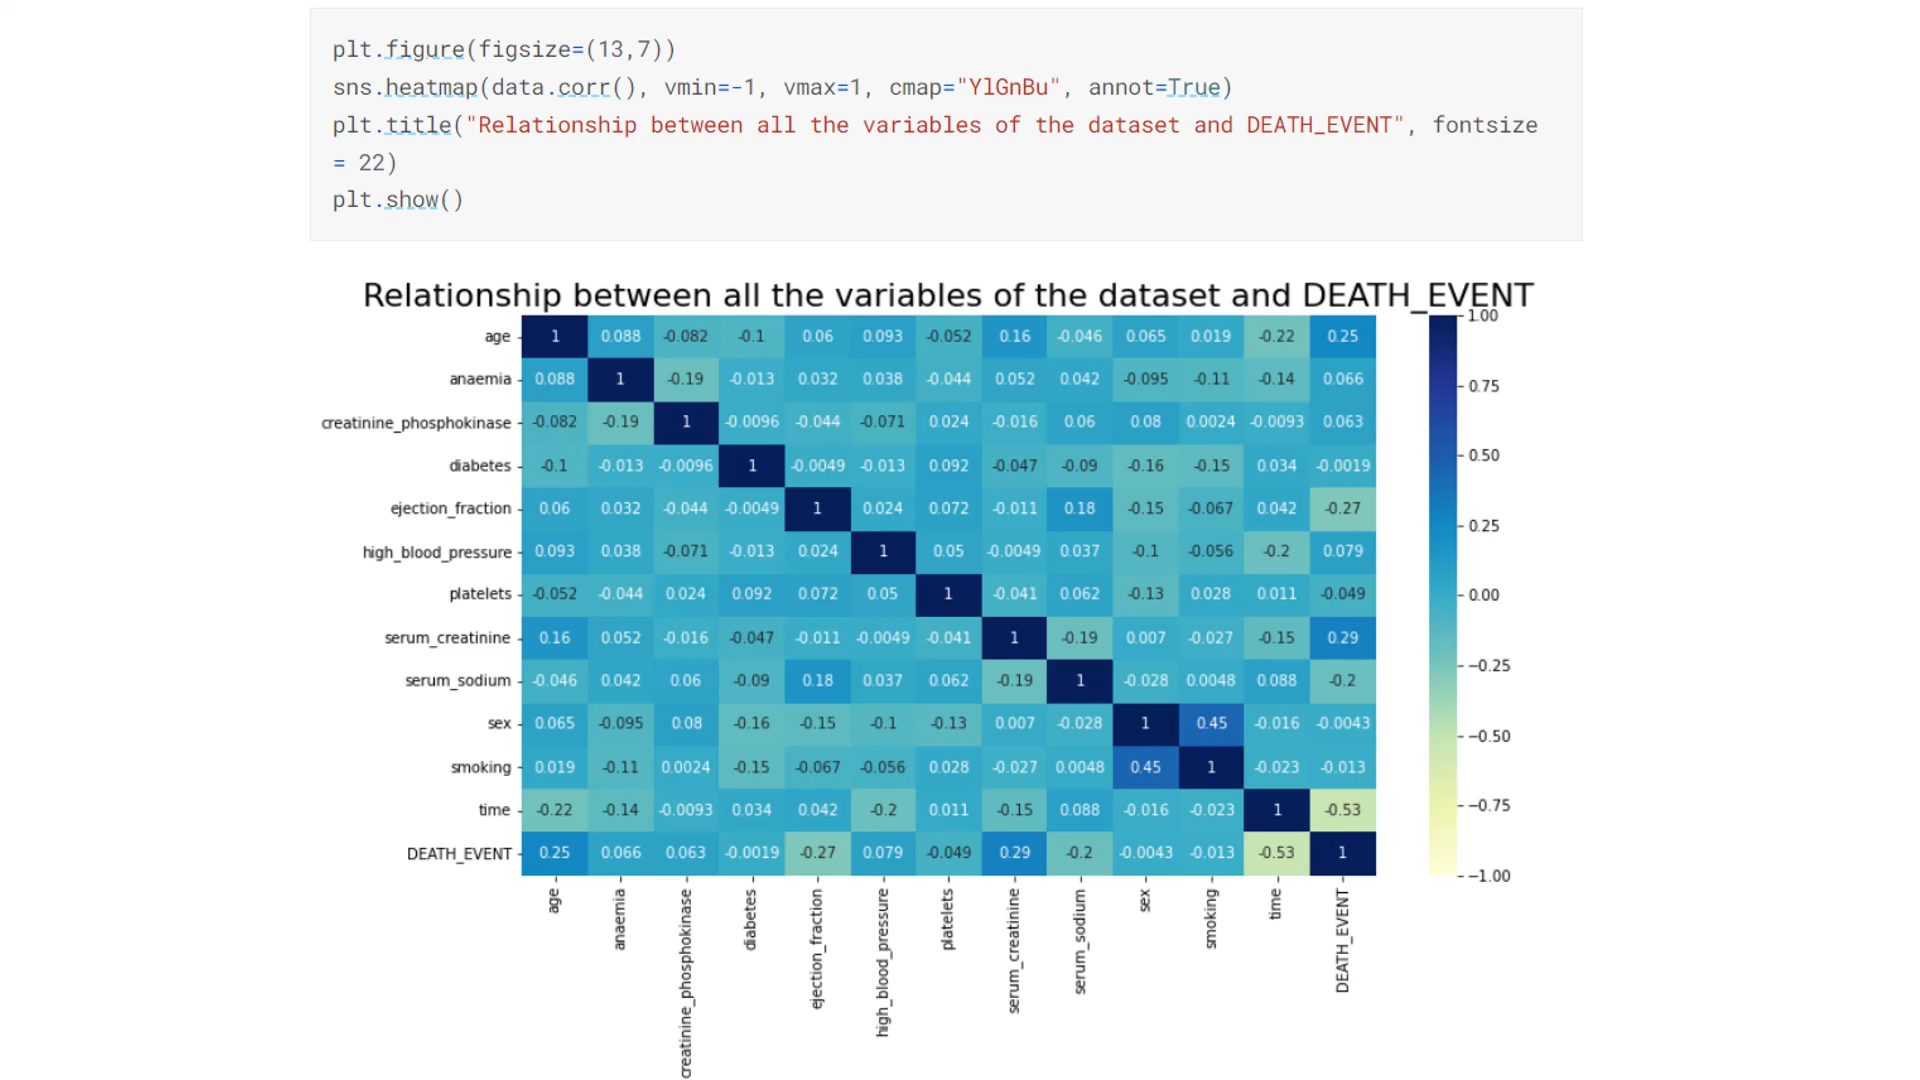 plt.figure(figsize=(13,7))
sns.heatmap(data.corr(), vmin=-1, vmax=1, cmap="YlGnBu", annot=True)
plt.title("Relationship between all the variables of the dataset and DEATH_EVENT", fontsize
= 22)
plt.show()
Relationship between all the variables of the dataset and DEATH_EVENT
age 1 0.088 -0.082 -0.1 0.06 0.093 -0.052 0.16 -0.046 0.065 0.019 -0.22 0.25
anaemia 0.088 1 -0.19 -0.013 0.032 0.038 -0.044 0.052 0.042 -0.095 -0.11 -0.14 0.066
creatinine_phosphokinase -0.082 -0.19 1 -0.0096 -0.044 -0.071 0.024 -0.016 0.06 0.08 0.0024 -0.0093 0.063
diabetes -0.1 -0.013 -0.0096 1 -0.0049 -0.013 0.092 -0.047 -0.09 -0.16 -0.15 0.034 -0.0019
ejection_fraction 0.06 0.032 -0.044 -0.0049 1 0.024 0.072 -0.011 0.18 -0.15 -0.067 0.042 -0.27
high_blood_pressure 0.093 0.038 -0.071 -0.013 0.024 1 0.05 -0.0049 0.037 -0.1 -0.056 -0.2 0.079
platelets -0.052 -0.044 0.024 0.092 0.072 0.05 1 -0.041 0.062 -0.13 0.028 0.011 -0.049
serum_creatinine 0.16 0.052 -0.016 -0.047 -0.011 -0.0049 -0.041 1 -0.19 0.007 -0.027 -0.15 0.29
serum_sodium -0.046 0.042 0.06 -0.09 0.18 0.037 0.062 -0.19 1 -0.028 0.0048 0.088 -0.2
sex 0.065 -0.095 0.08 -0.16 -0.15 -0.1 -0.13 0.007 -0.028 1 0.45 -0.016 -0.0043
smoking 0.019 -0.11 0.0024 -0.15 -0.067 -0.056 0.028 -0.027 0.0048 0.45 1 -0.023 -0.013
time -0.22 -0.14 -0.0093 0.034 0.042 -0.2 0.011 -0.15 0.088 -0.016 -0.023 1 -0.53
DEATH_EVENT 0.25 0.066 0.063 -0.0019 -0.27 0.079 -0.049 0.29 -0.2 -0.0043 -0.013 -0.53 1
age
anaemia
creatinine_phosphokinase
diabetes
ejection_fraction
high_blood_pressure
platelets
serum_creatinine
serum_sodium
sex
smoking
time
DEATH_EVENT
1.00
0.75
0.50
0.25
0.00
−0.25
−0.50
−0.75
−1.00